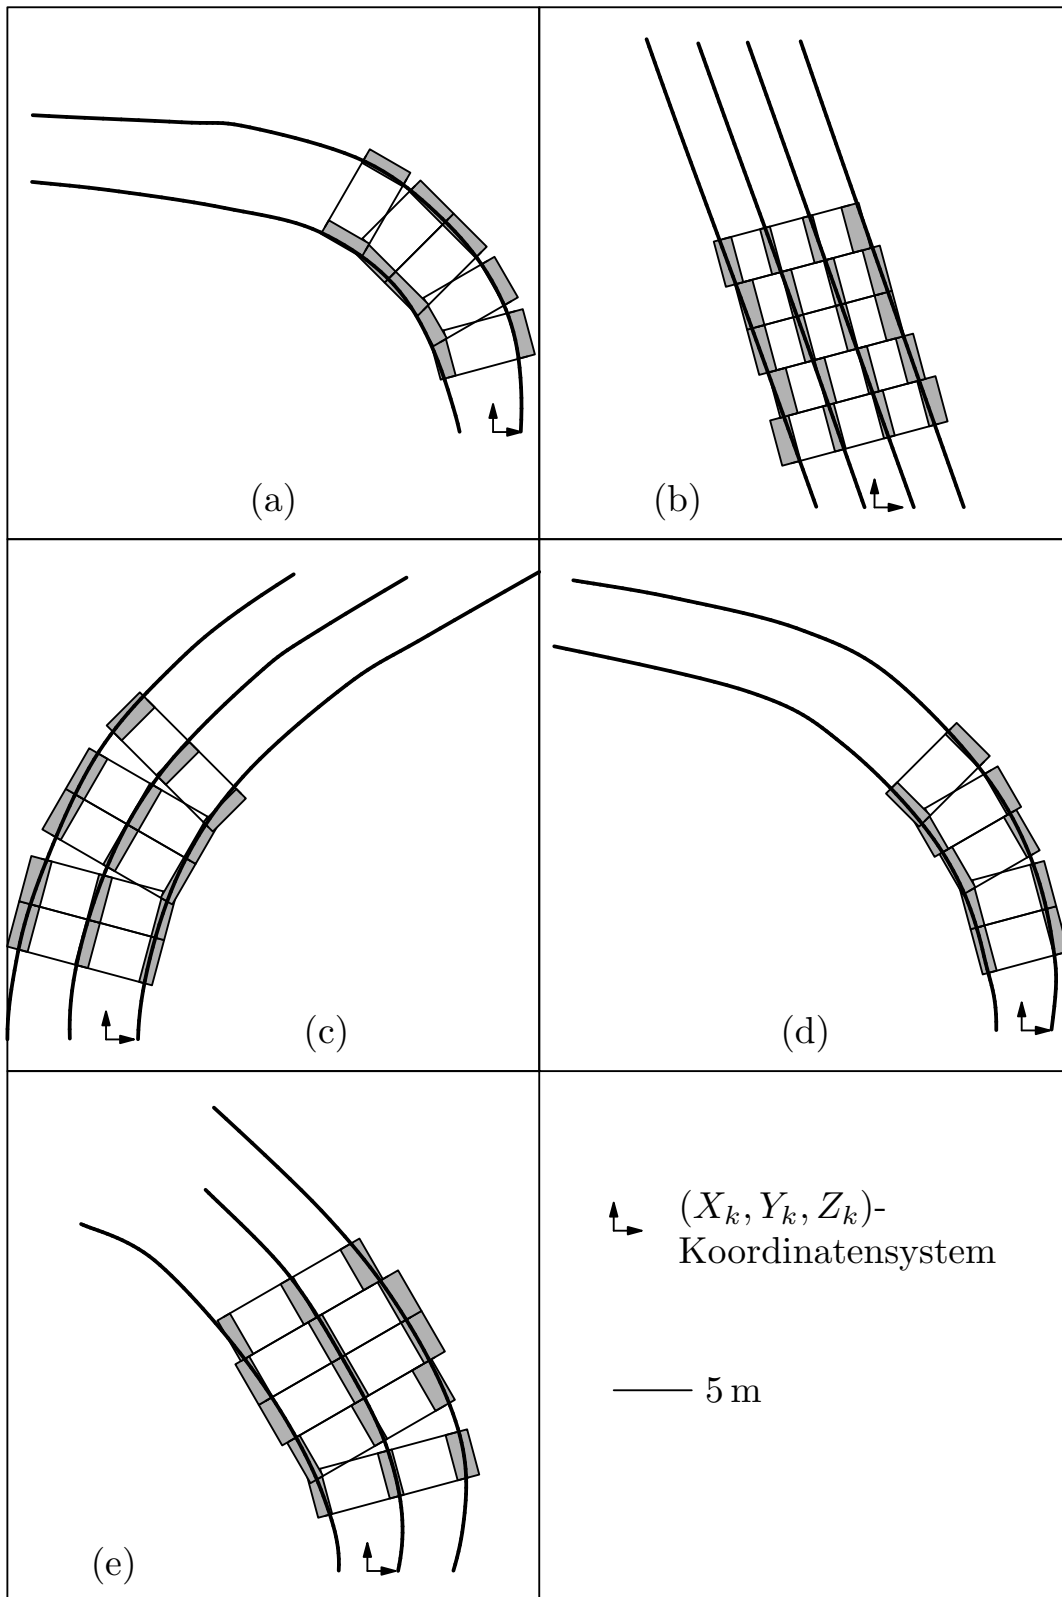 (a)
(b)
(c)
(d)
(e)
(X_k, Y_k, Z_k)-
Koordinatensystem
5 m